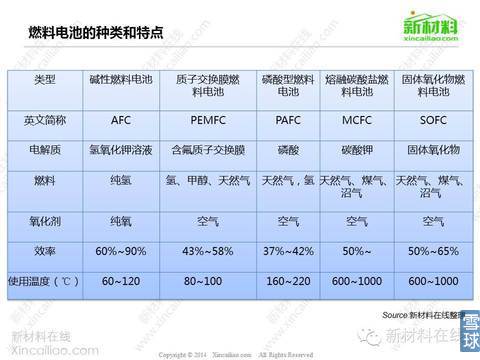 燃料电池的种类和特点
新材料
xincailiao.com
类型 碱性燃料电池 质子交换膜燃料电池 磷酸型燃料电池 熔融碳酸盐燃料电池 固体氧化物燃料电池
英文简称 AFC PEMFC PAFC MCFC SOFC
电解质 氢氧化钾溶液 含氟质子交换膜 磷酸 碳酸钾 固体氧化物
燃料 纯氢 氢、甲醇、天然气 天然气，氢 天然气、煤气、沼气 天然气、煤气、沼气
氧化剂 纯氧 空气 空气 空气 空气
效率 60%~90% 43%~58% 37%~42% 50%~ 50%~65%
使用温度（℃） 60~120 80~100 160~220 600~1000 600~1000
Source 新材料在线整理
雪球
新材料在线
Xincailiao.com
新材料在线
Copyright © 2014 Xincailiao.com All Rights Reserved